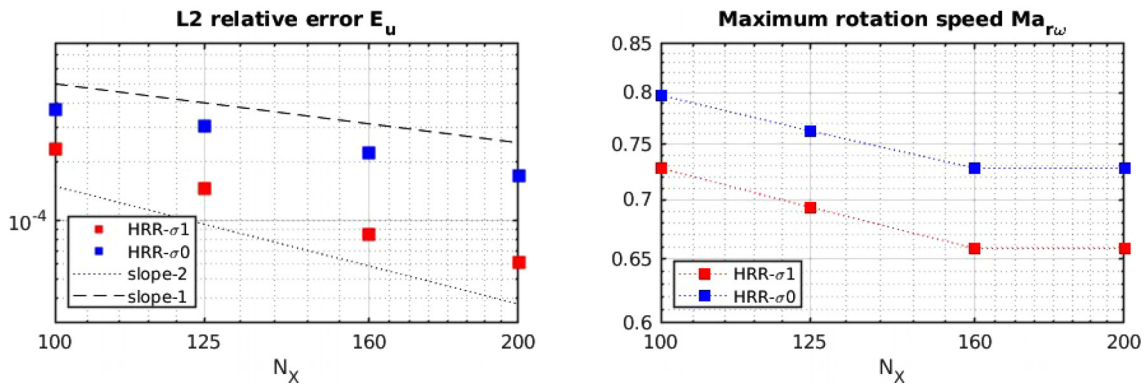 L2 relative error E_u
10^-4
HRR-σ1
HRR-σ0
slope-2
slope-1
100
125
160
200
N_X
Maximum rotation speed Ma_rω
0.85
0.8
0.75
0.7
0.65
0.6
HRR-σ1
HRR-σ0
100
125
160
200
N_X